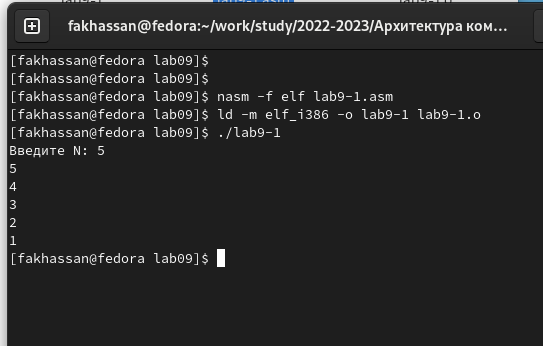 fakhassan@fedora:~/work/study/2022-2023/Архитектура ком...
[fakhassan@fedora lab09]$
[fakhassan@fedora lab09]$
[fakhassan@fedora lab09]$ nasm -f elf lab9-1.asm
[fakhassan@fedora lab09]$ ld -m elf_i386 -o lab9-1 lab9-1.o
[fakhassan@fedora lab09]$ ./lab9-1
Введите N: 5
5
4
3
2
1
[fakhassan@fedora lab09]$